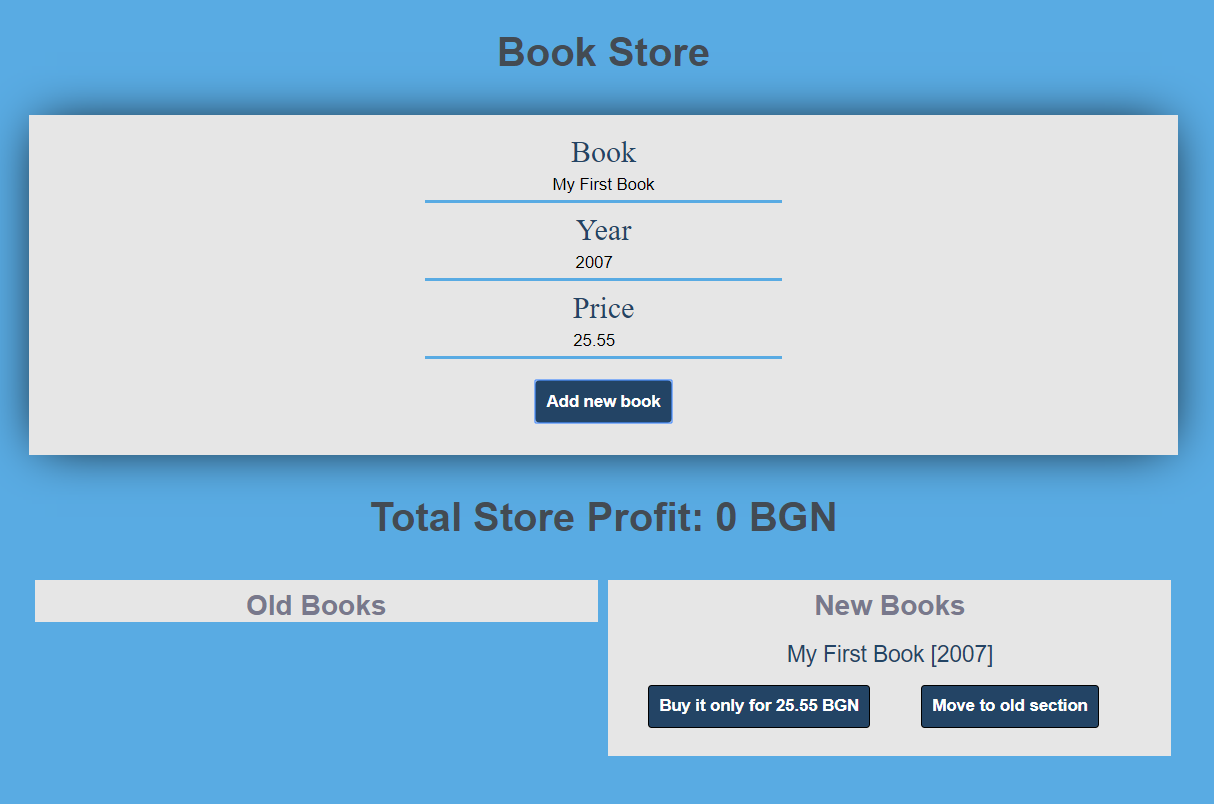 Book Store
Book
My First Book
Year
2007
Price
25.55
Add new book
Total Store Profit: 0 BGN
Old Books
New Books
My First Book [2007]
Buy it only for 25.55 BGN
Move to old section